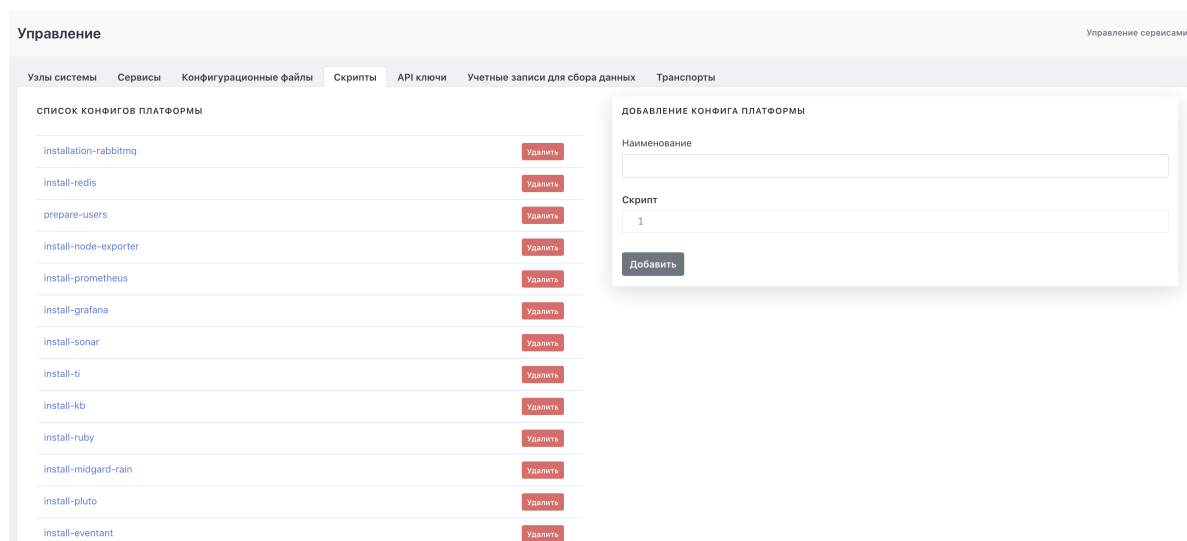 Управление
Управление сервисами
Узлы системы Сервисы Конфигурационные файлы Скрипты API ключи Учетные записи для сбора данных Транспорты
СПИСОК КОНФИГОВ ПЛАТФОРМЫ
installation-rabbitmq Удалить
install-redis Удалить
prepare-users Удалить
install-node-exporter Удалить
install-prometheus Удалить
install-grafana Удалить
install-sonar Удалить
install-ti Удалить
install-kb Удалить
install-ruby Удалить
install-midgard-rain Удалить
install-pluto Удалить
install-eventant Удалить
ДОБАВЛЕНИЕ КОНФИГА ПЛАТФОРМЫ
Наименование
Скрипт
1
Добавить